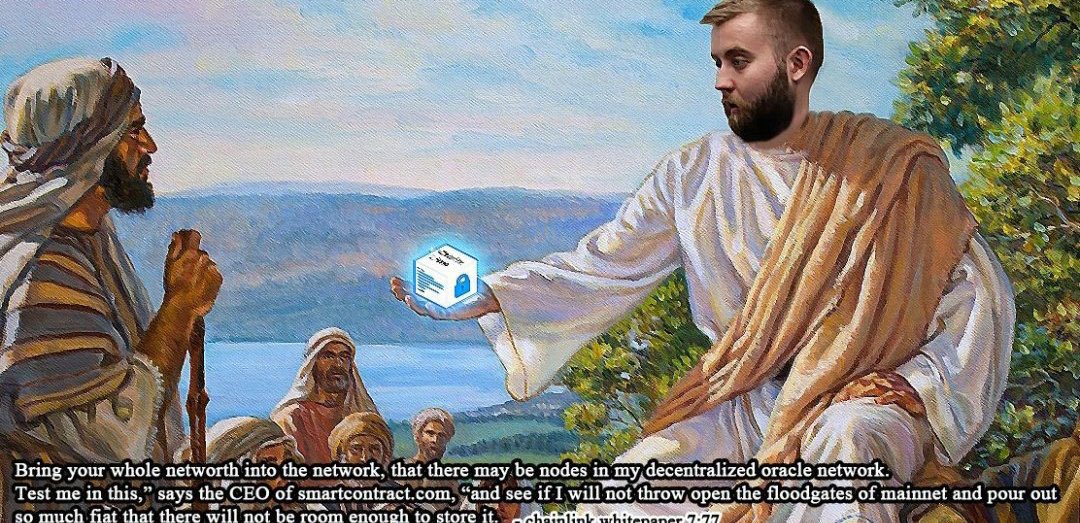 Bring your whole networth into the network, that there may be nodes in my decentralized oracle network.
Test me in this,” says the CEO of smartcontract.com, “and see if I will not throw open the floodgates of mainnet and pour out
so much fiat that there will not be room enough to store it. - chainlink whitepaper 7:77